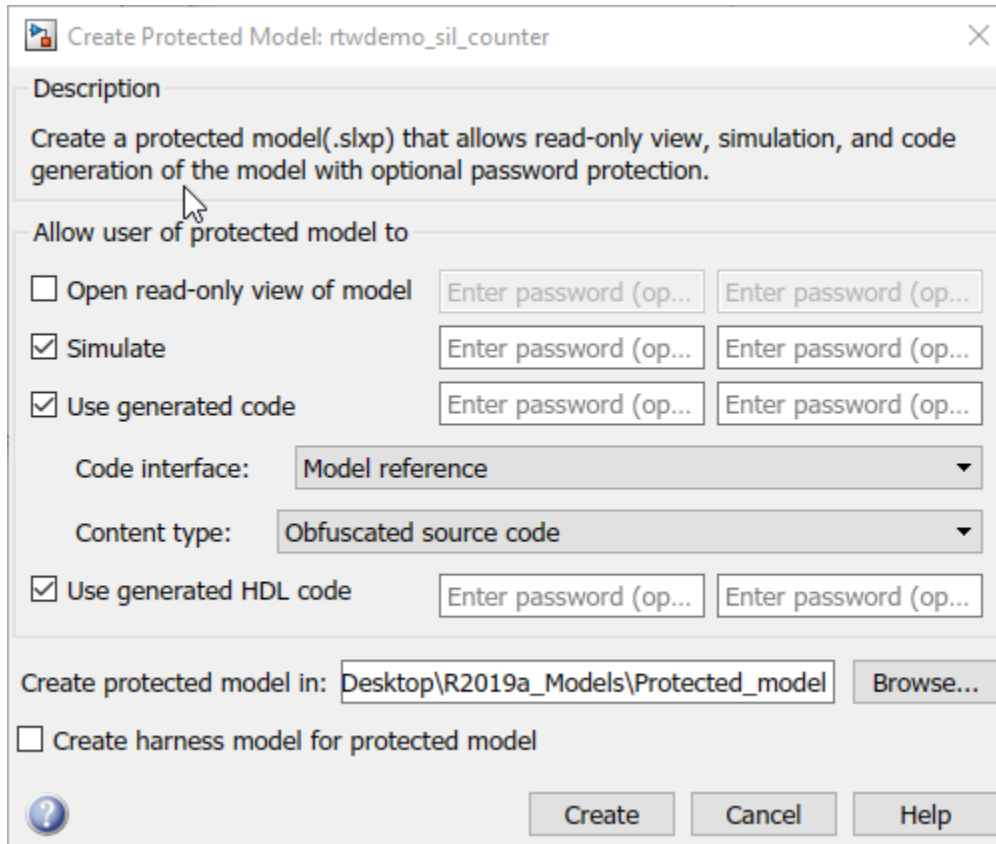 Create Protected Model: rtwdemo_sil_counter
Description
Create a protected model(.slxp) that allows read-only view, simulation, and code
generation of the model with optional password protection.
Allow user of protected model to
Open read-only view of model Enter password (op... Enter password (op...
Simulate Enter password (op... Enter password (op...
Use generated code Enter password (op... Enter password (op...
Code interface: Model reference
Content type: Obfuscated source code
Use generated HDL code Enter password (op... Enter password (op...
Create protected model in: Desktop\R2019a_Models\Protected_model Browse...
Create harness model for protected model
? Create Cancel Help